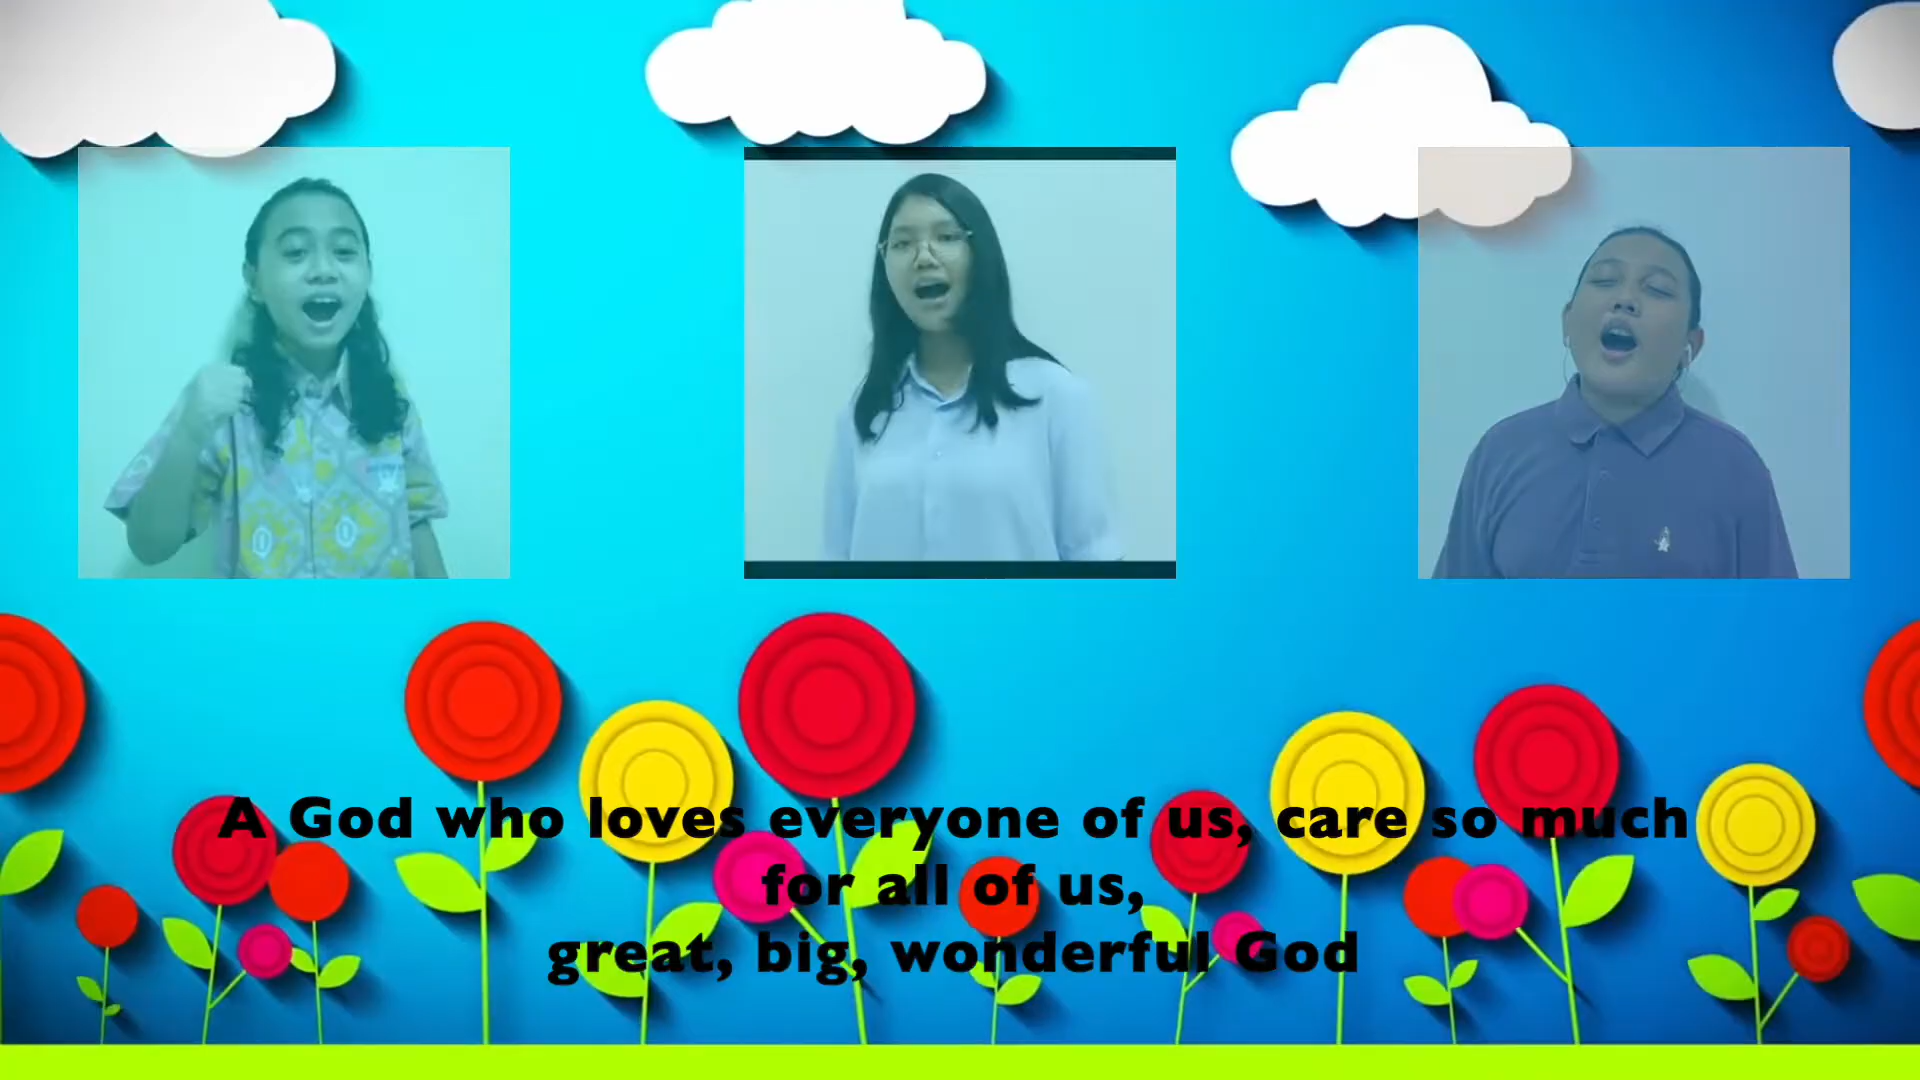 A God who loves everyone of us, care so much
for all of us,
great, big, wonderful God